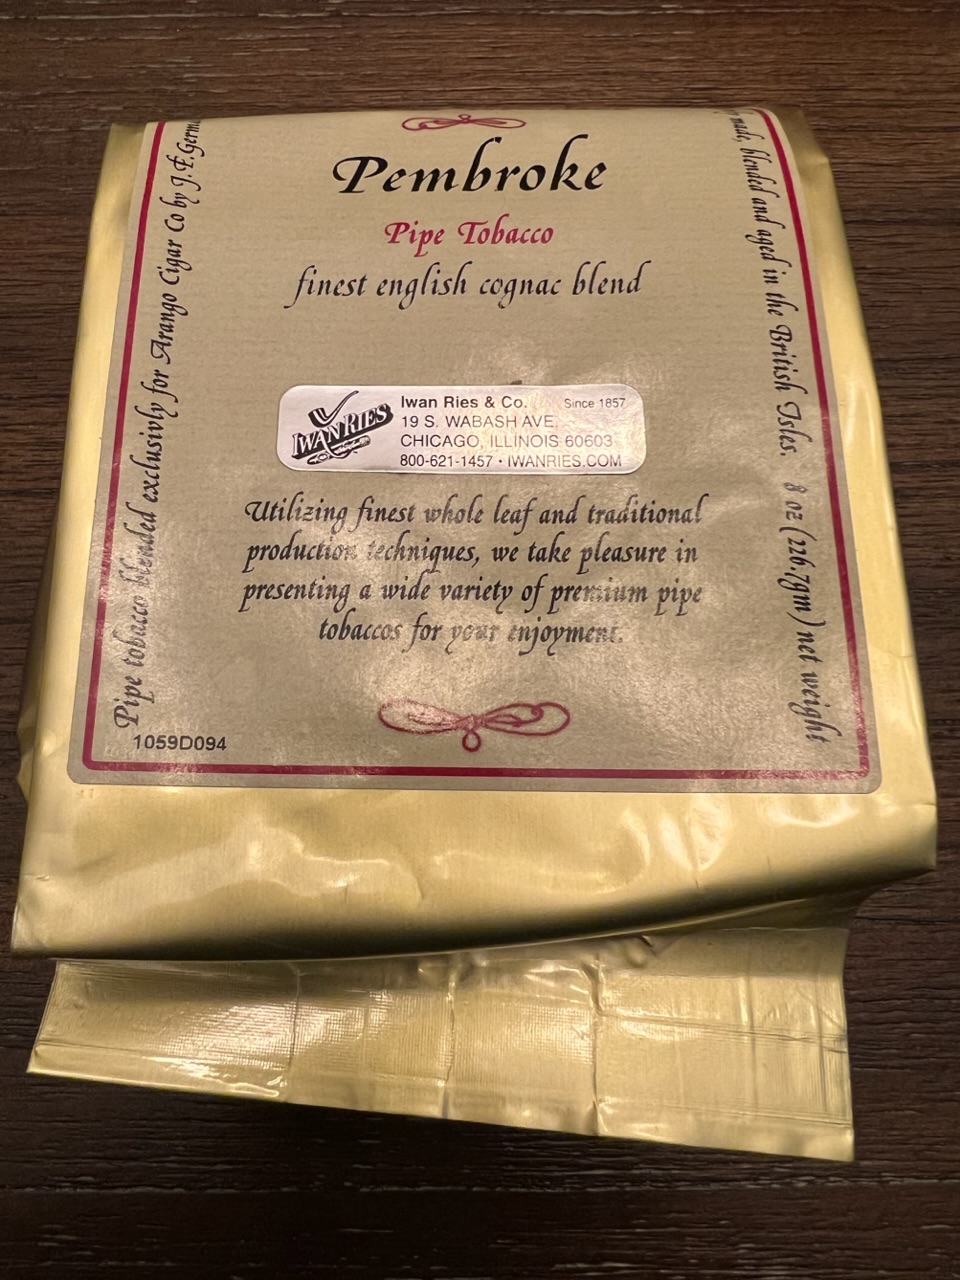 Pembroke
Pipe Tobacco
finest english cognac blend
IWAN RIES
Iwan Ries & Co. Since 1857
19 S. WABASH AVE,
CHICAGO, ILLINOIS 60603
800-621-1457 • IWANRIES.COM
Utilizing finest whole leaf and traditional
production techniques, we take pleasure in
presenting a wide variety of premium pipe
tobaccos for your enjoyment.
Pipe tobacco blended exclusivly for Arango Cigar Co by J.F.Germ
made, blended and aged in the British Isles. 8 oz (226.7gm) net weight
1059D094